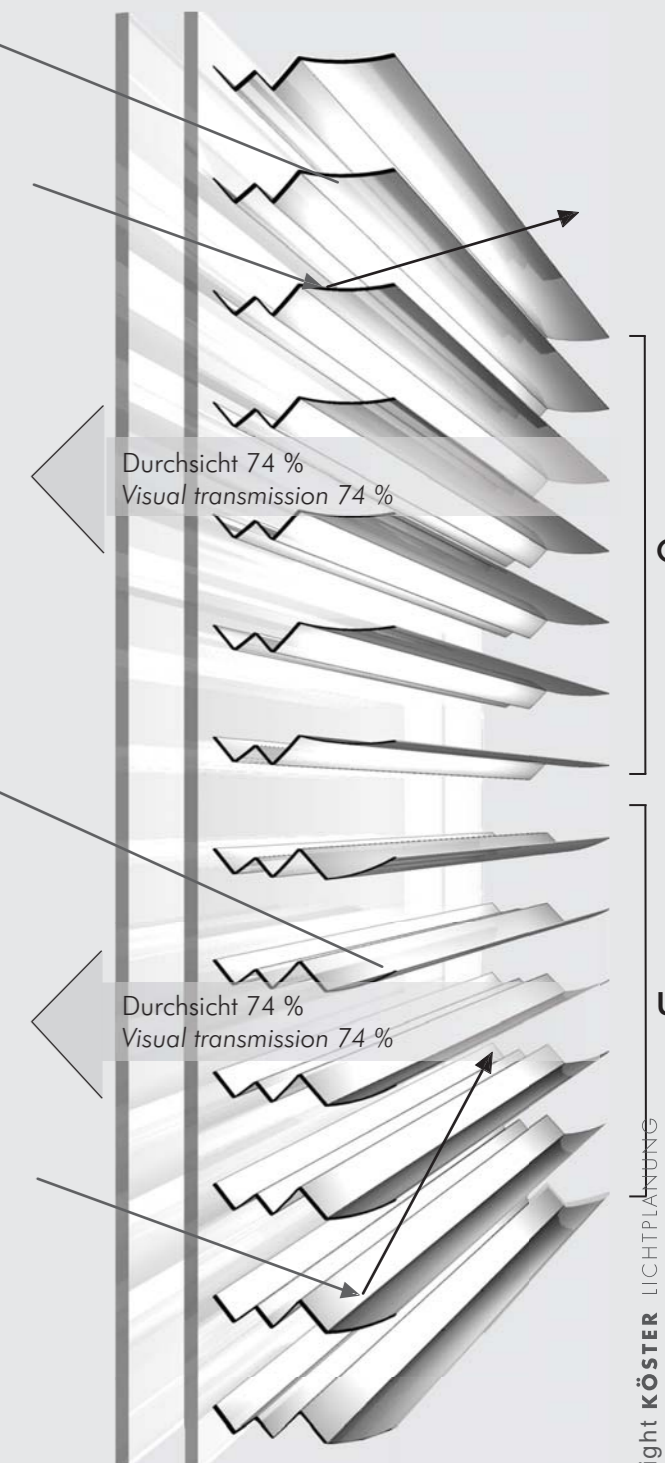 Durchsicht 74 %
Visual transmission 74 %
Durchsicht 74 %
Visual transmission 74 %
KÖSTER LICHTPLANUNG